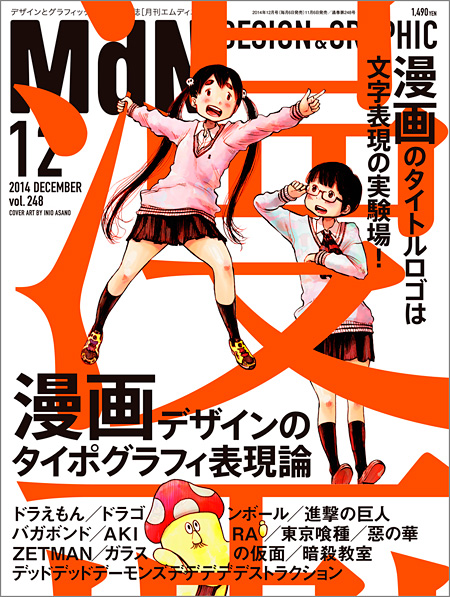 デザインとグラフィッ
誌[月刊エムディ
2014年12月号(毎月6日発売)11月6日発売/通巻第248号
1,490 YEN
MdN
DESIGN&GRAPHIC
12
2014 DECEMBER
vol. 248
COVER ART BY INIO ASANO
漫画のタイトルロゴは
文字表現の実験場!
漫画
漫画デザインの
タイポグラフィ表現論
ドラえもん/ドラゴンボール/進撃の巨人
バガボンド/AKIRA/東京喰種/惡の華
ZETMAN/ガラスの仮面/暗殺教室
デッドデッドデーモンズデデデデデストラクション